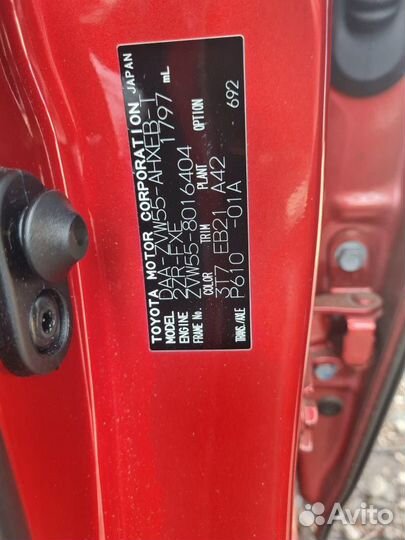 TOYOTA MOTOR CORPORATION JAPAN
MODEL DAA-ZVW55-AHXEB-T
ENGINE 2ZR-FXE 1797 mL
FRAME No. ZVW55-8016404
COLOR TRIM PLANT OPTION
3T7 EB21 A42 692
TRANS/AXLE P610 -01A
Avito